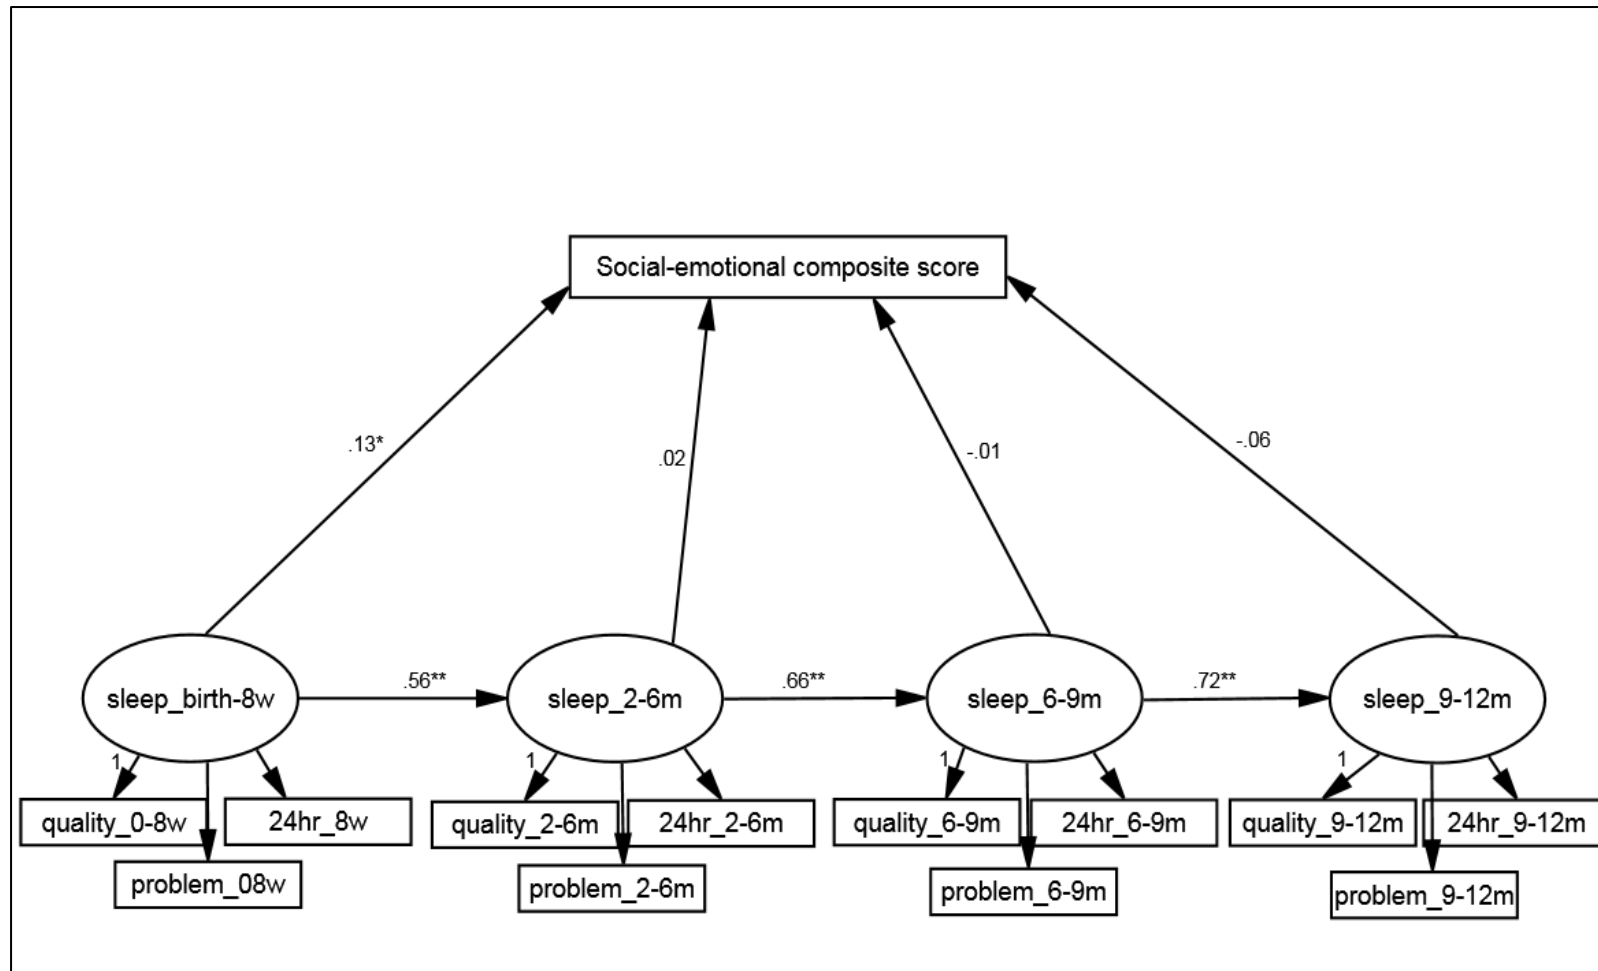 Social-emotional composite score
.13*
.02
-.01
-.06
sleep_birth-8w
.56**
sleep_2-6m
.66**
sleep_6-9m
.72**
sleep_9-12m
1
1
1
1
quality_0-8w
24hr_8w
quality_2-6m
24hr_2-6m
quality_6-9m
24hr_6-9m
quality_9-12m
24hr_9-12m
problem_08w
problem_2-6m
problem_6-9m
problem_9-12m